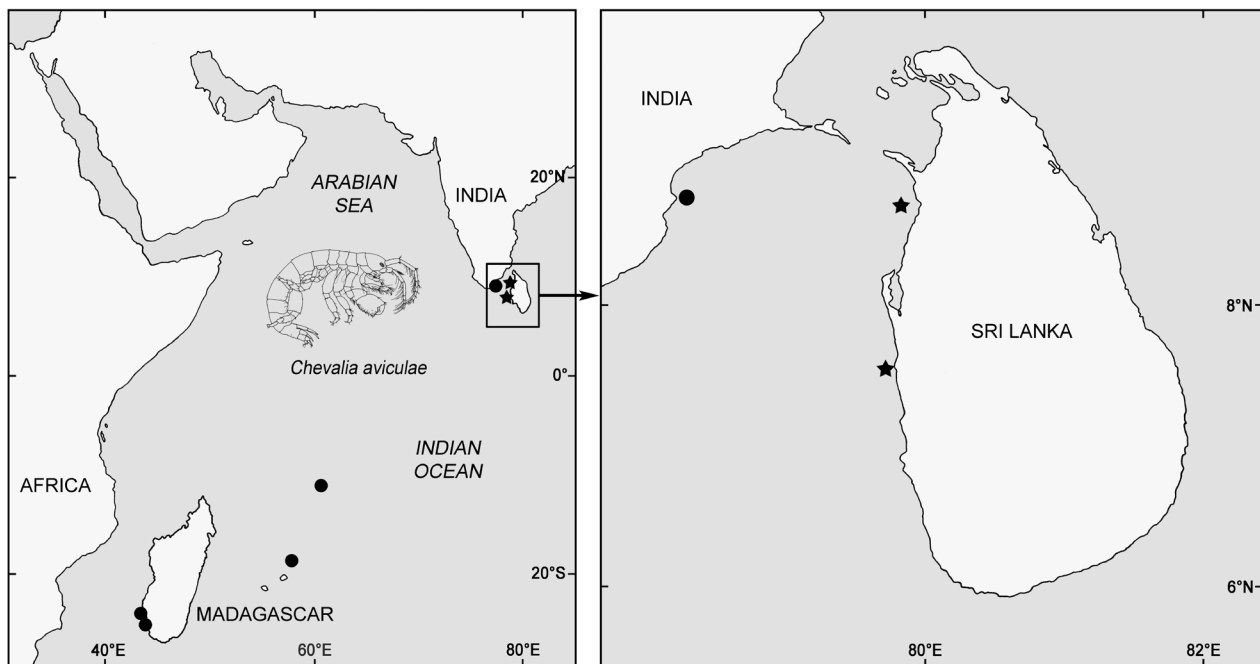 ARABIAN
SEA
20°N
INDIA
Chevalia aviculae
0°
INDIAN
OCEAN
AFRICA
20°S
MADAGASCAR
40°E
60°E
80°E
INDIA
8°N
SRI LANKA
6°N
80°E
82°E